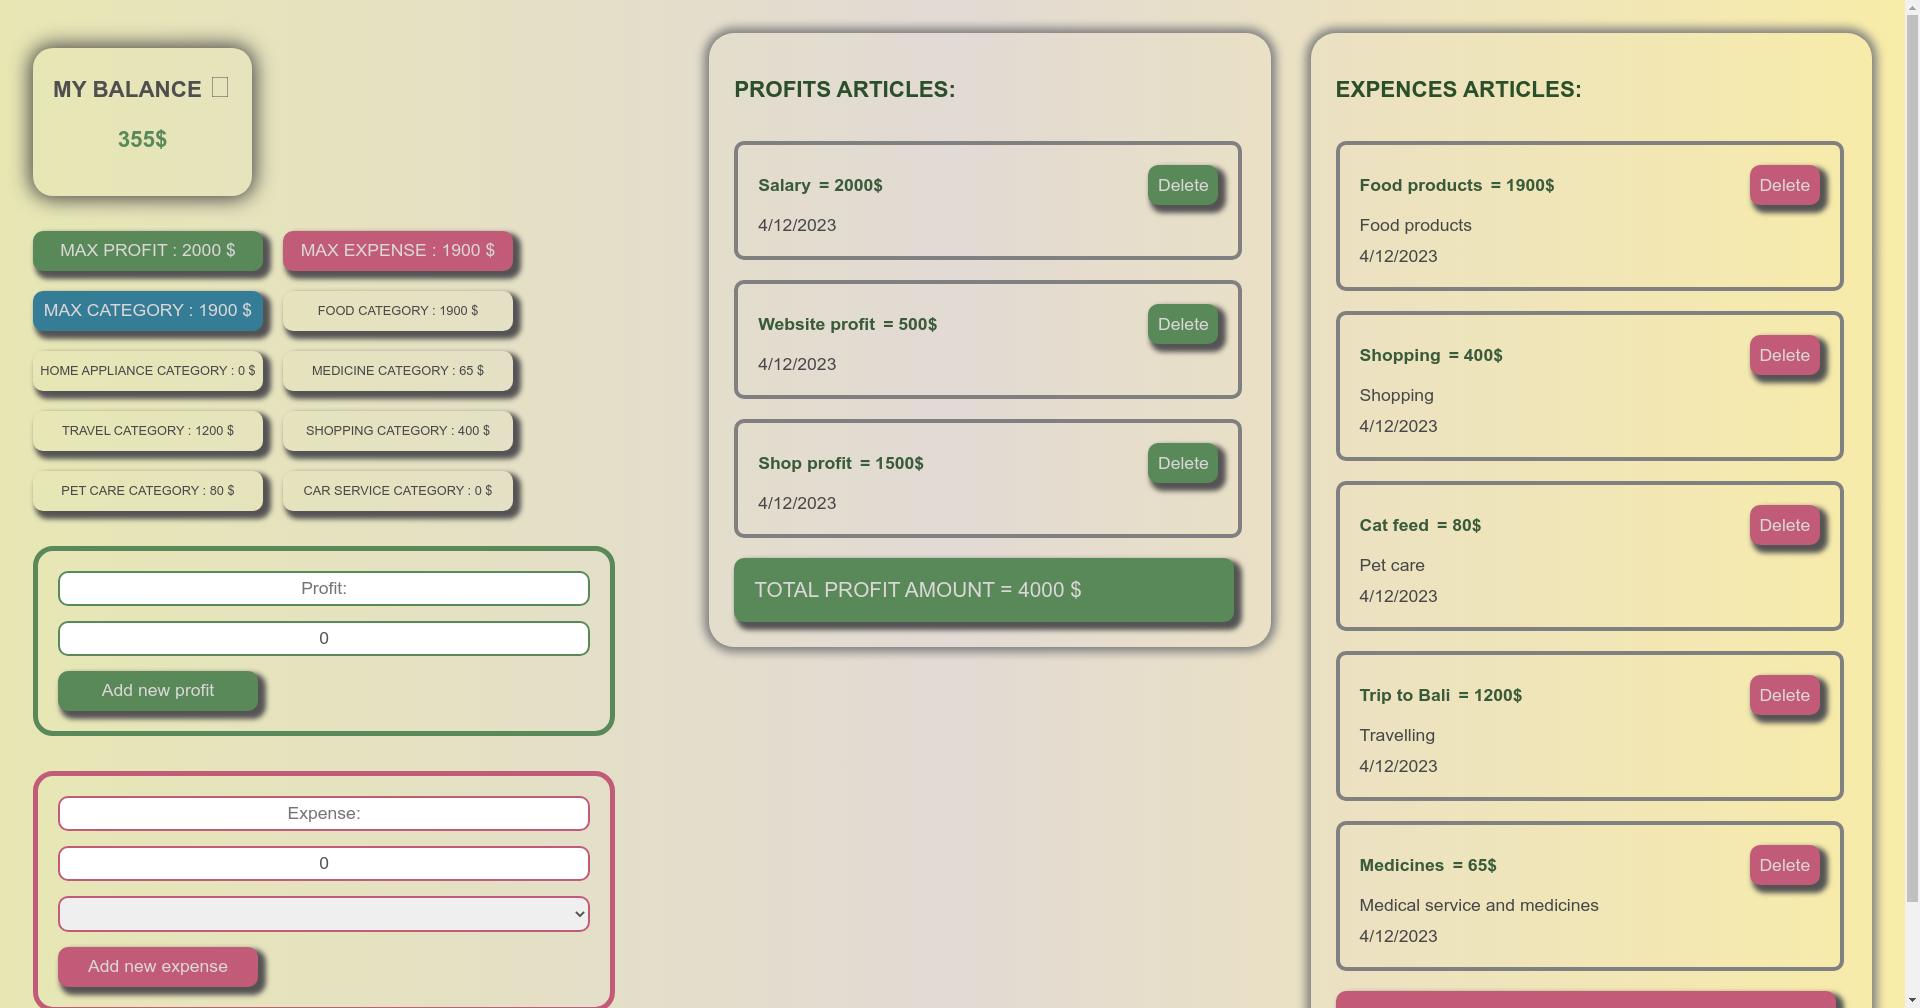 MY BALANCE
355$
MAX PROFIT : 2000 $
MAX EXPENSE : 1900 $
MAX CATEGORY : 1900 $
FOOD CATEGORY : 1900 $
HOME APPLIANCE CATEGORY : 0 $
MEDICINE CATEGORY : 65 $
TRAVEL CATEGORY : 1200 $
SHOPPING CATEGORY : 400 $
PET CARE CATEGORY : 80 $
CAR SERVICE CATEGORY : 0 $
Profit:
0
Add new profit
Expense:
0
Add new expense
PROFITS ARTICLES:
Salary = 2000$
Delete
4/12/2023
Website profit = 500$
Delete
4/12/2023
Shop profit = 1500$
Delete
4/12/2023
TOTAL PROFIT AMOUNT = 4000 $
EXPENCES ARTICLES:
Food products = 1900$
Delete
Food products
4/12/2023
Shopping = 400$
Delete
Shopping
4/12/2023
Cat feed = 80$
Delete
Pet care
4/12/2023
Trip to Bali = 1200$
Delete
Travelling
4/12/2023
Medicines = 65$
Delete
Medical service and medicines
4/12/2023